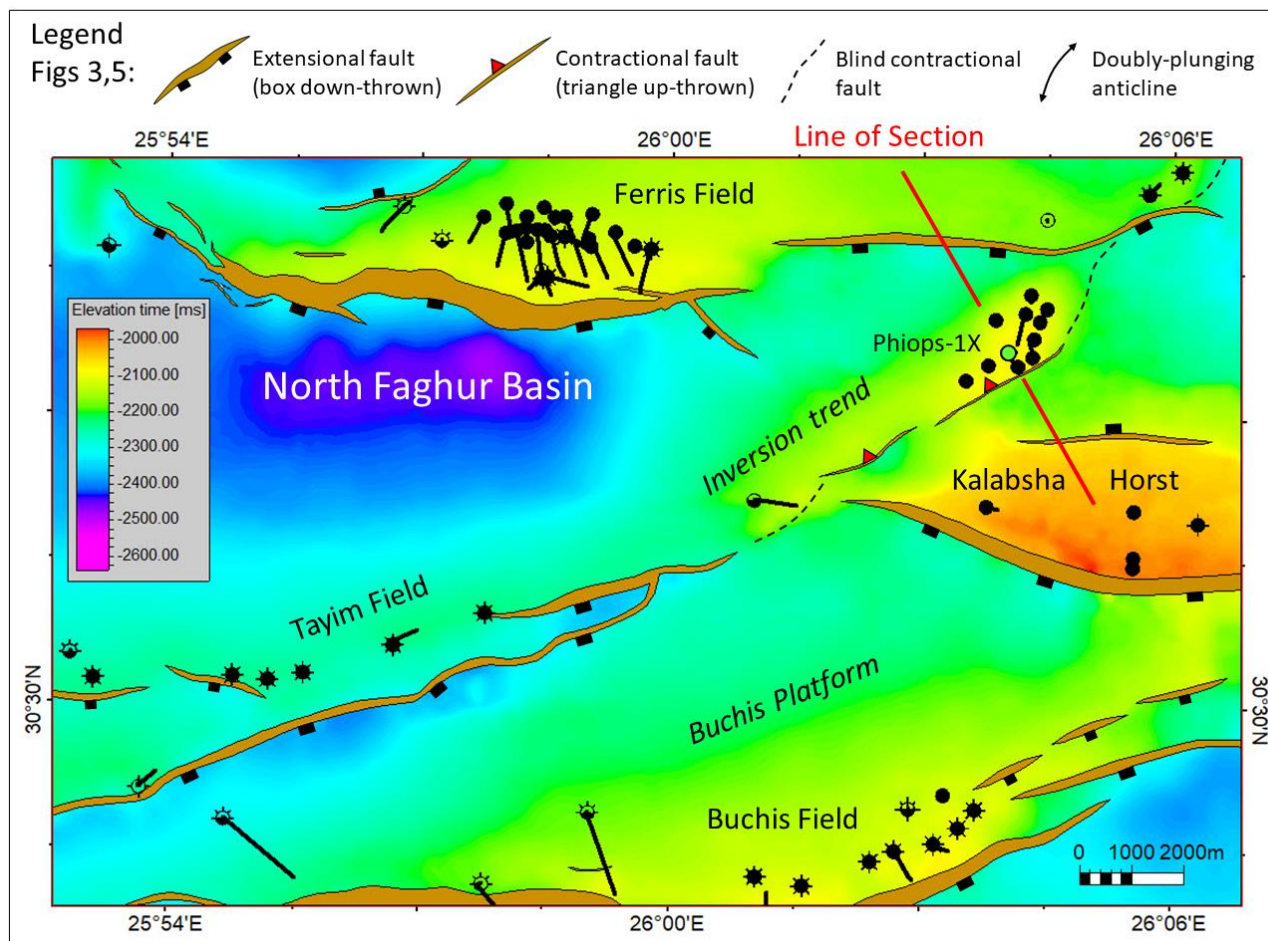 Legend
Figs 3,5:
Extensional fault
(box down-thrown)
Contractional fault
(triangle up-thrown)
Blind contractional
fault
Doubly-plunging
anticline
25°54'E
26°00'E
Line of Section
26°06'E
Ferris Field
Elevation time [ms]
-2000.00
-2100.00
-2200.00
-2300.00
-2400.00
-2500.00
-2600.00
North Faghur Basin
Phiops-1X
Inversion trend
Kalabsha Horst
Tayim Field
30°30'N
Buchis Platform
30°30'N
Buchis Field
0 1000 2000m
25°54'E
26°00'E
26°06'E